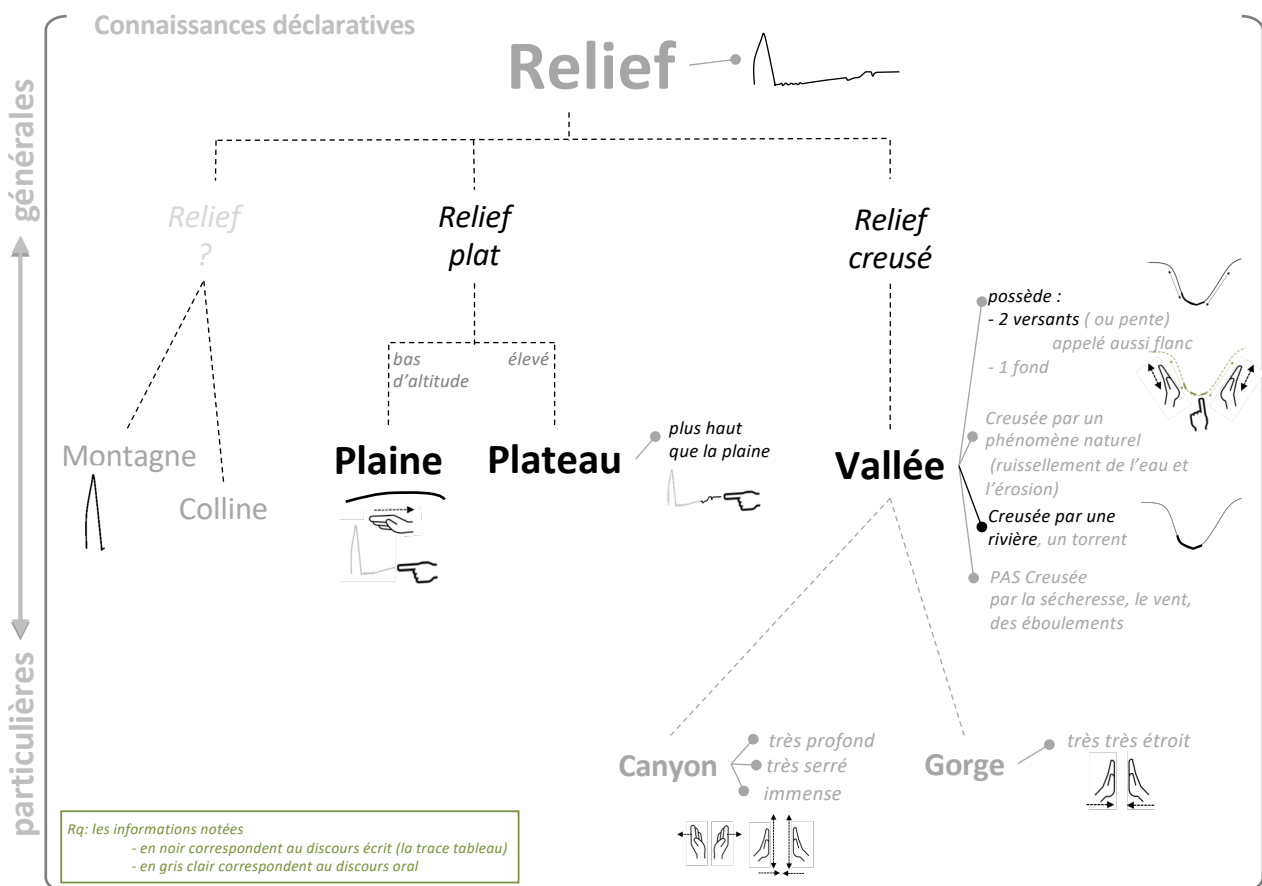 Connaissances déclaratives
Relief
générales
particulières
Relief
?
Relief
plat
Relief
creusé
bas
d’altitude
élevé
Montagne
Colline
Plaine
Plateau
plus haut
que la plaine
Vallée
possède :
- 2 versants ( ou pente)
appelé aussi flanc
- 1 fond
Creusée par un
phénomène naturel
(ruissellement de l’eau et
l’érosion)
Creusée par une
rivière, un torrent
PAS Creusée
par la sécheresse, le vent,
des éboulements
Canyon
très profond
très serré
immense
Gorge
très très étroit
Rq: les informations notées
- en noir correspondent au discours écrit (la trace tableau)
- en gris clair correspondent au discours oral